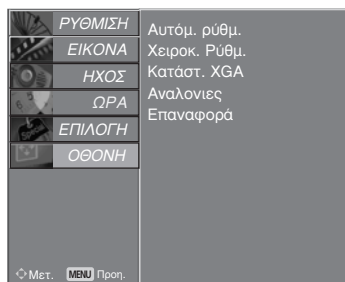 ΡΥΘΜΙΣΗ
ΕΙΚΟΝΑ
ΗΧΟΣ
ΩΡΑ
ΕΠΙΛΟΓΗ
ΟΘΟΝΗ
Αυτόμ. ρύθμ.
Χειροκ. Ρύθμ.
Κατάστ. XGA
Αναλονιες
Επαναφορά
Μετ. MENU Προη.